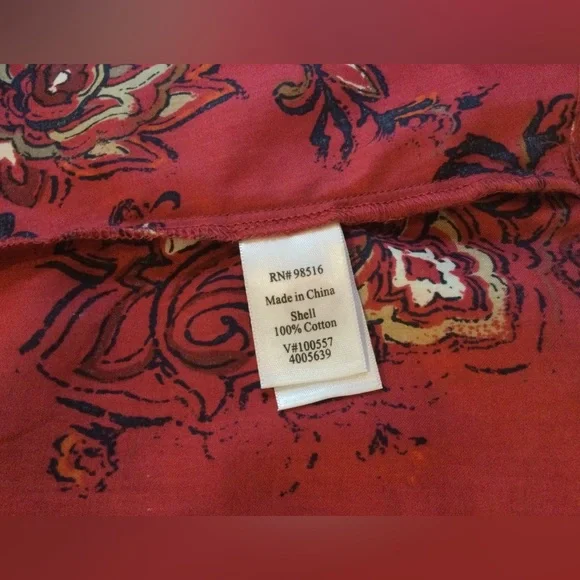 RN# 98516
Made in China
Shell
100% Cotton
V#100557
4005639